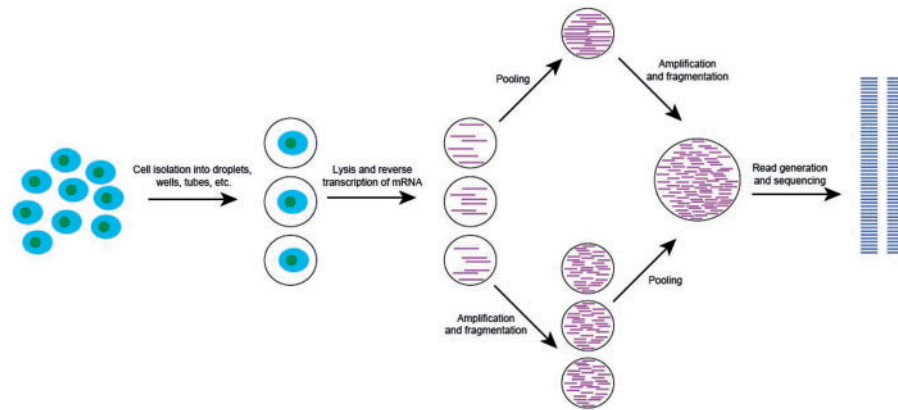 Cell isolation into droplets,
wells, tubes, etc.
Lysis and reverse
transcription of mRNA
Pooling
Amplification
and fragmentation
Amplification
and fragmentation
Pooling
Read generation
and sequencing